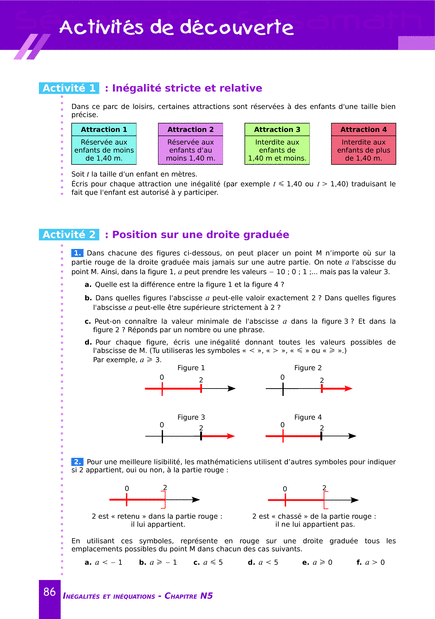 Activités de découverte
Activité 1 : Inégalité stricte et relative
Dans ce parc de loisirs, certaines attractions sont réservées à des enfants d'une taille bien
précise.
Attraction 1
Réservée aux
enfants de moins
de 1,40 m.
Attraction 2
Réservée aux
enfants d'au
moins 1,40 m.
Attraction 3
Interdite aux
enfants de
1,40 m et moins.
Attraction 4
Interdite aux
enfants de plus
de 1,40 m.
Soit t la taille d'un enfant en mètres.
Écris pour chaque attraction une inégalité (par exemple t ⩽ 1,40 ou t > 1,40) traduisant le
fait que l'enfant est autorisé à y participer.
Activité 2 : Position sur une droite graduée
1. Dans chacune des figures ci-dessous, on peut placer un point M n'importe où sur la
partie rouge de la droite graduée mais jamais sur une autre partie. On note a l'abscisse du
point M. Ainsi, dans la figure 1, a peut prendre les valeurs − 10 ; 0 ; 1 ;... mais pas la valeur 3.
a. Quelle est la différence entre la figure 1 et la figure 4 ?
b. Dans quelles figures l'abscisse a peut-elle valoir exactement 2 ? Dans quelles figures
l'abscisse a peut-elle être supérieure strictement à 2 ?
c. Peut-on connaître la valeur minimale de l'abscisse a dans la figure 3 ? Et dans la
figure 2 ? Réponds par un nombre ou une phrase.
d. Pour chaque figure, écris une inégalité donnant toutes les valeurs possibles de
l'abscisse de M. (Tu utiliseras les symboles « < », « > », « ⩽ » ou « ⩾ ».)
Par exemple, a ⩾ 3.
Figure 1
0 2
Figure 2
0 2
Figure 3
0 2
Figure 4
0 2
2. Pour une meilleure lisibilité, les mathématiciens utilisent d'autres symboles pour indiquer
si 2 appartient, oui ou non, à la partie rouge :
0 2
2 est « retenu » dans la partie rouge :
il lui appartient.
0 2
2 est « chassé » de la partie rouge :
il ne lui appartient pas.
En utilisant ces symboles, représente en rouge sur une droite graduée tous les
emplacements possibles du point M dans chacun des cas suivants.
a. a < − 1 b. a ⩾ − 1 c. a ⩽ 5 d. a < 5 e. a ⩾ 0 f. a > 0
86 INÉGALITÉS ET INÉQUATIONS - CHAPITRE N5